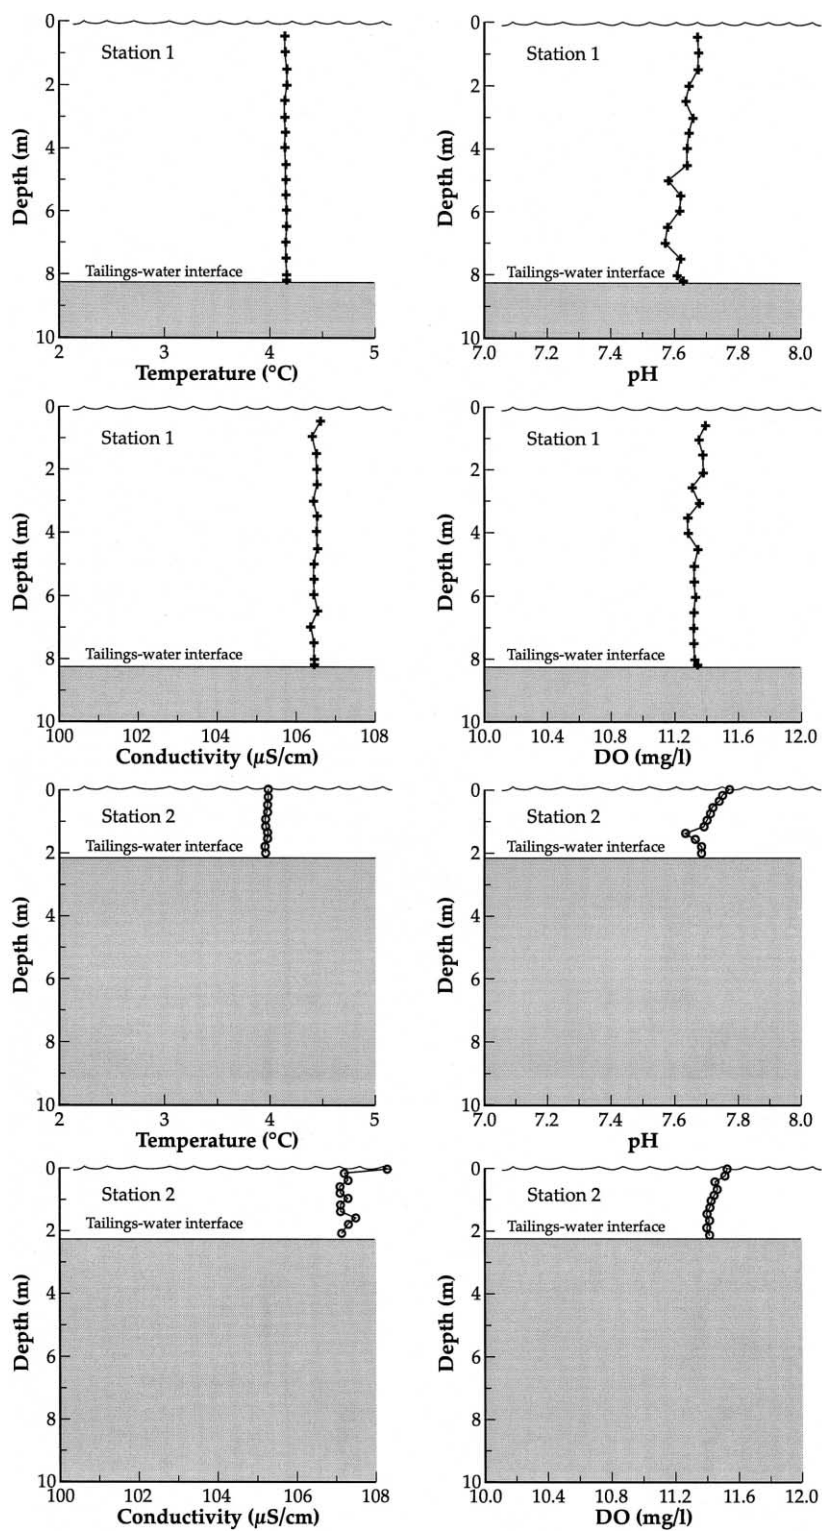 0
2
4
6
8
10
Depth (m)
Station 1
Tailings-water interface
2 3 4 5
Temperature (°C)
0
2
4
6
8
10
Depth (m)
Station 1
Tailings-water interface
7.0 7.2 7.4 7.6 7.8 8.0
pH
0
2
4
6
8
10
Depth (m)
Station 1
Tailings-water interface
100 102 104 106 108
Conductivity (µS/cm)
0
2
4
6
8
10
Depth (m)
Station 1
Tailings-water interface
10.0 10.4 10.8 11.2 11.6 12.0
DO (mg/l)
0
2
4
6
8
10
Depth (m)
Station 2
Tailings-water interface
2 3 4 5
Temperature (°C)
0
2
4
6
8
10
Depth (m)
Station 2
Tailings-water interface
7.0 7.2 7.4 7.6 7.8 8.0
pH
0
2
4
6
8
10
Depth (m)
Station 2
Tailings-water interface
100 102 104 106 108
Conductivity (µS/cm)
0
2
4
6
8
10
Depth (m)
Station 2
Tailings-water interface
10.0 10.4 10.8 11.2 11.6 12.0
DO (mg/l)